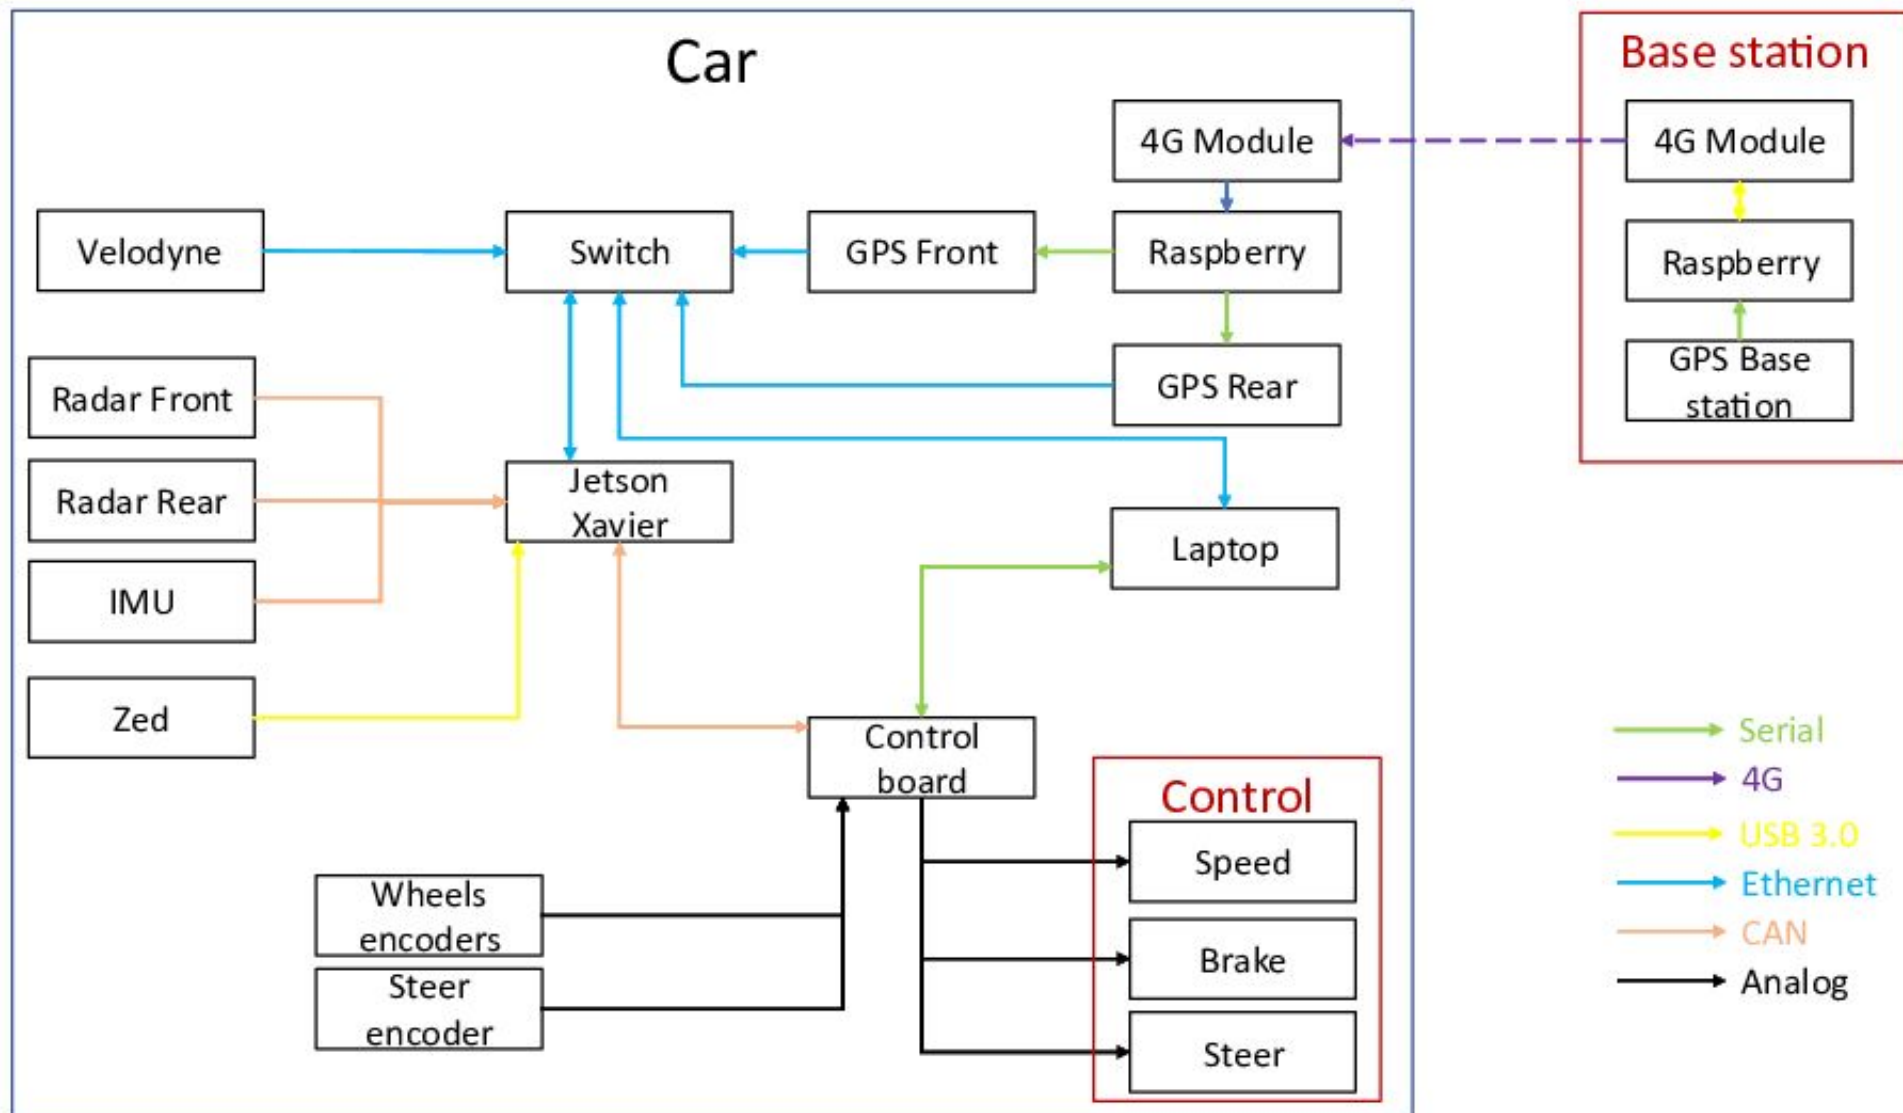 Car
Base station
4G Module
4G Module
Velodyne
Switch
GPS Front
Raspberry
Raspberry
Radar Front
GPS Rear
GPS Base
station
Radar Rear
Jetson
Xavier
Laptop
IMU
Zed
Control
board
Serial
4G
USB 3.0
Ethernet
CAN
Analog
Control
Speed
Brake
Steer
Wheels
encoders
Steer
encoder